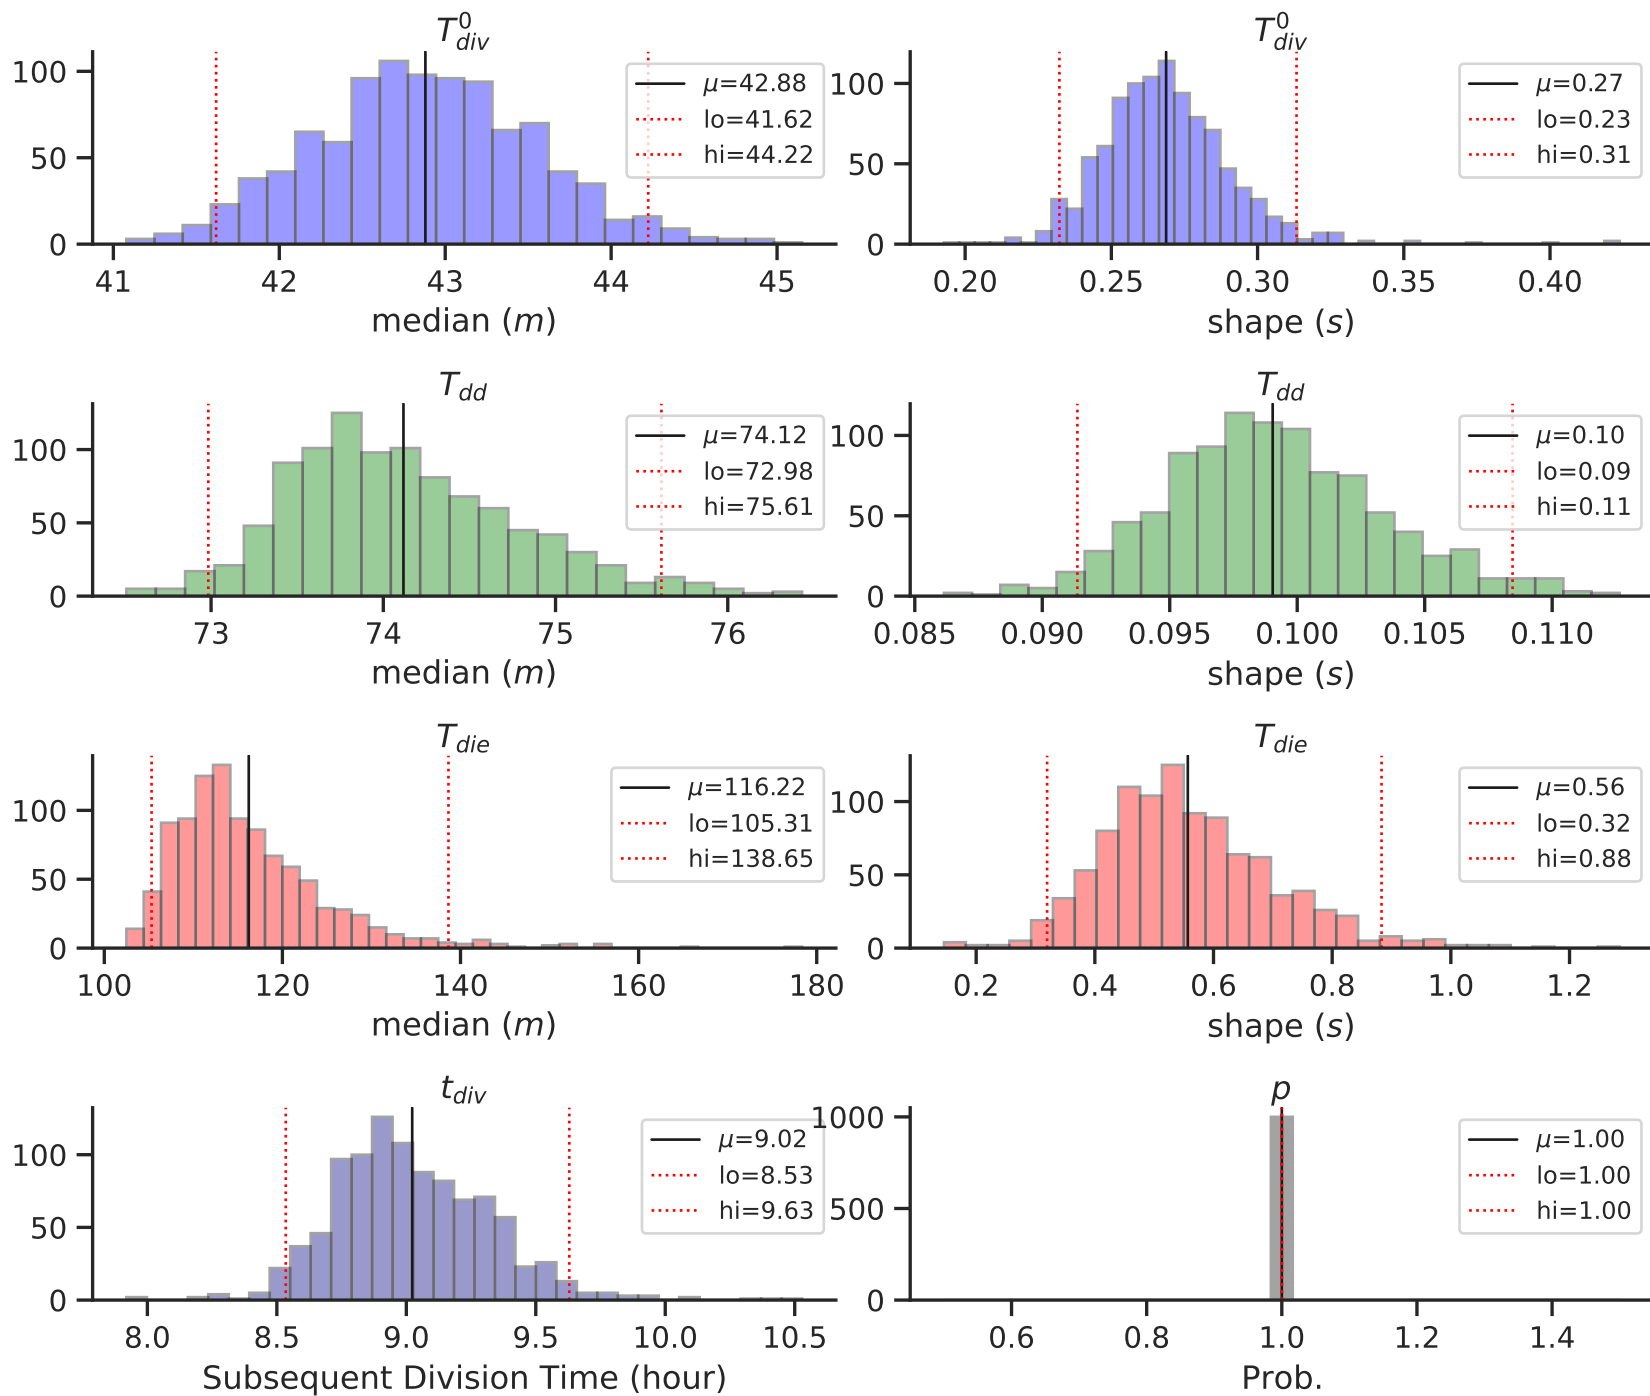 T⁰div
100
50
0
μ=42.88
lo=41.62
hi=44.22
41 42 43 44 45
median (m)
T⁰div
100
50
0
μ=0.27
lo=0.23
hi=0.31
0.20 0.25 0.30 0.35 0.40
shape (s)
Tdd
100
50
0
μ=74.12
lo=72.98
hi=75.61
73 74 75 76
median (m)
Tdd
100
50
0
μ=0.10
lo=0.09
hi=0.11
0.085 0.090 0.095 0.100 0.105 0.110
shape (s)
Tdie
100
50
0
μ=116.22
lo=105.31
hi=138.65
100 120 140 160 180
median (m)
Tdie
100
50
0
μ=0.56
lo=0.32
hi=0.88
0.2 0.4 0.6 0.8 1.0 1.2
shape (s)
tdiv
100
50
0
μ=9.02
lo=8.53
hi=9.63
8.0 8.5 9.0 9.5 10.0 10.5
Subsequent Division Time (hour)
p
1000
500
0
μ=1.00
lo=1.00
hi=1.00
0.6 0.8 1.0 1.2 1.4
Prob.